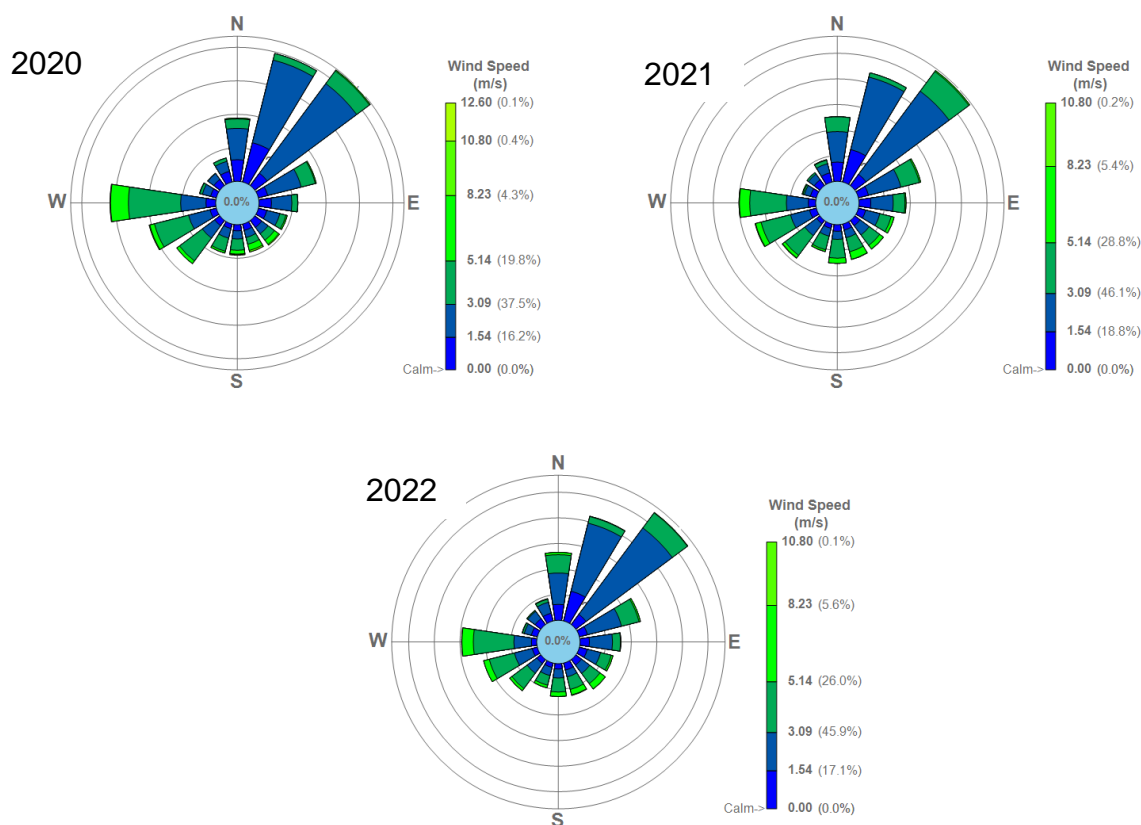 2020
N
W
E
S
0.0%
Wind Speed
(m/s)
12.60 (0.1%)
10.80 (0.4%)
8.23 (4.3%)
5.14 (19.8%)
3.09 (37.5%)
1.54 (16.2%)
Calm-> 0.00 (0.0%)
2021
N
W
E
S
0.0%
Wind Speed
(m/s)
10.80 (0.2%)
8.23 (5.4%)
5.14 (28.8%)
3.09 (46.1%)
1.54 (18.8%)
Calm-> 0.00 (0.0%)
2022
N
W
E
S
0.0%
Wind Speed
(m/s)
10.80 (0.1%)
8.23 (5.6%)
5.14 (26.0%)
3.09 (45.9%)
1.54 (17.1%)
Calm-> 0.00 (0.0%)